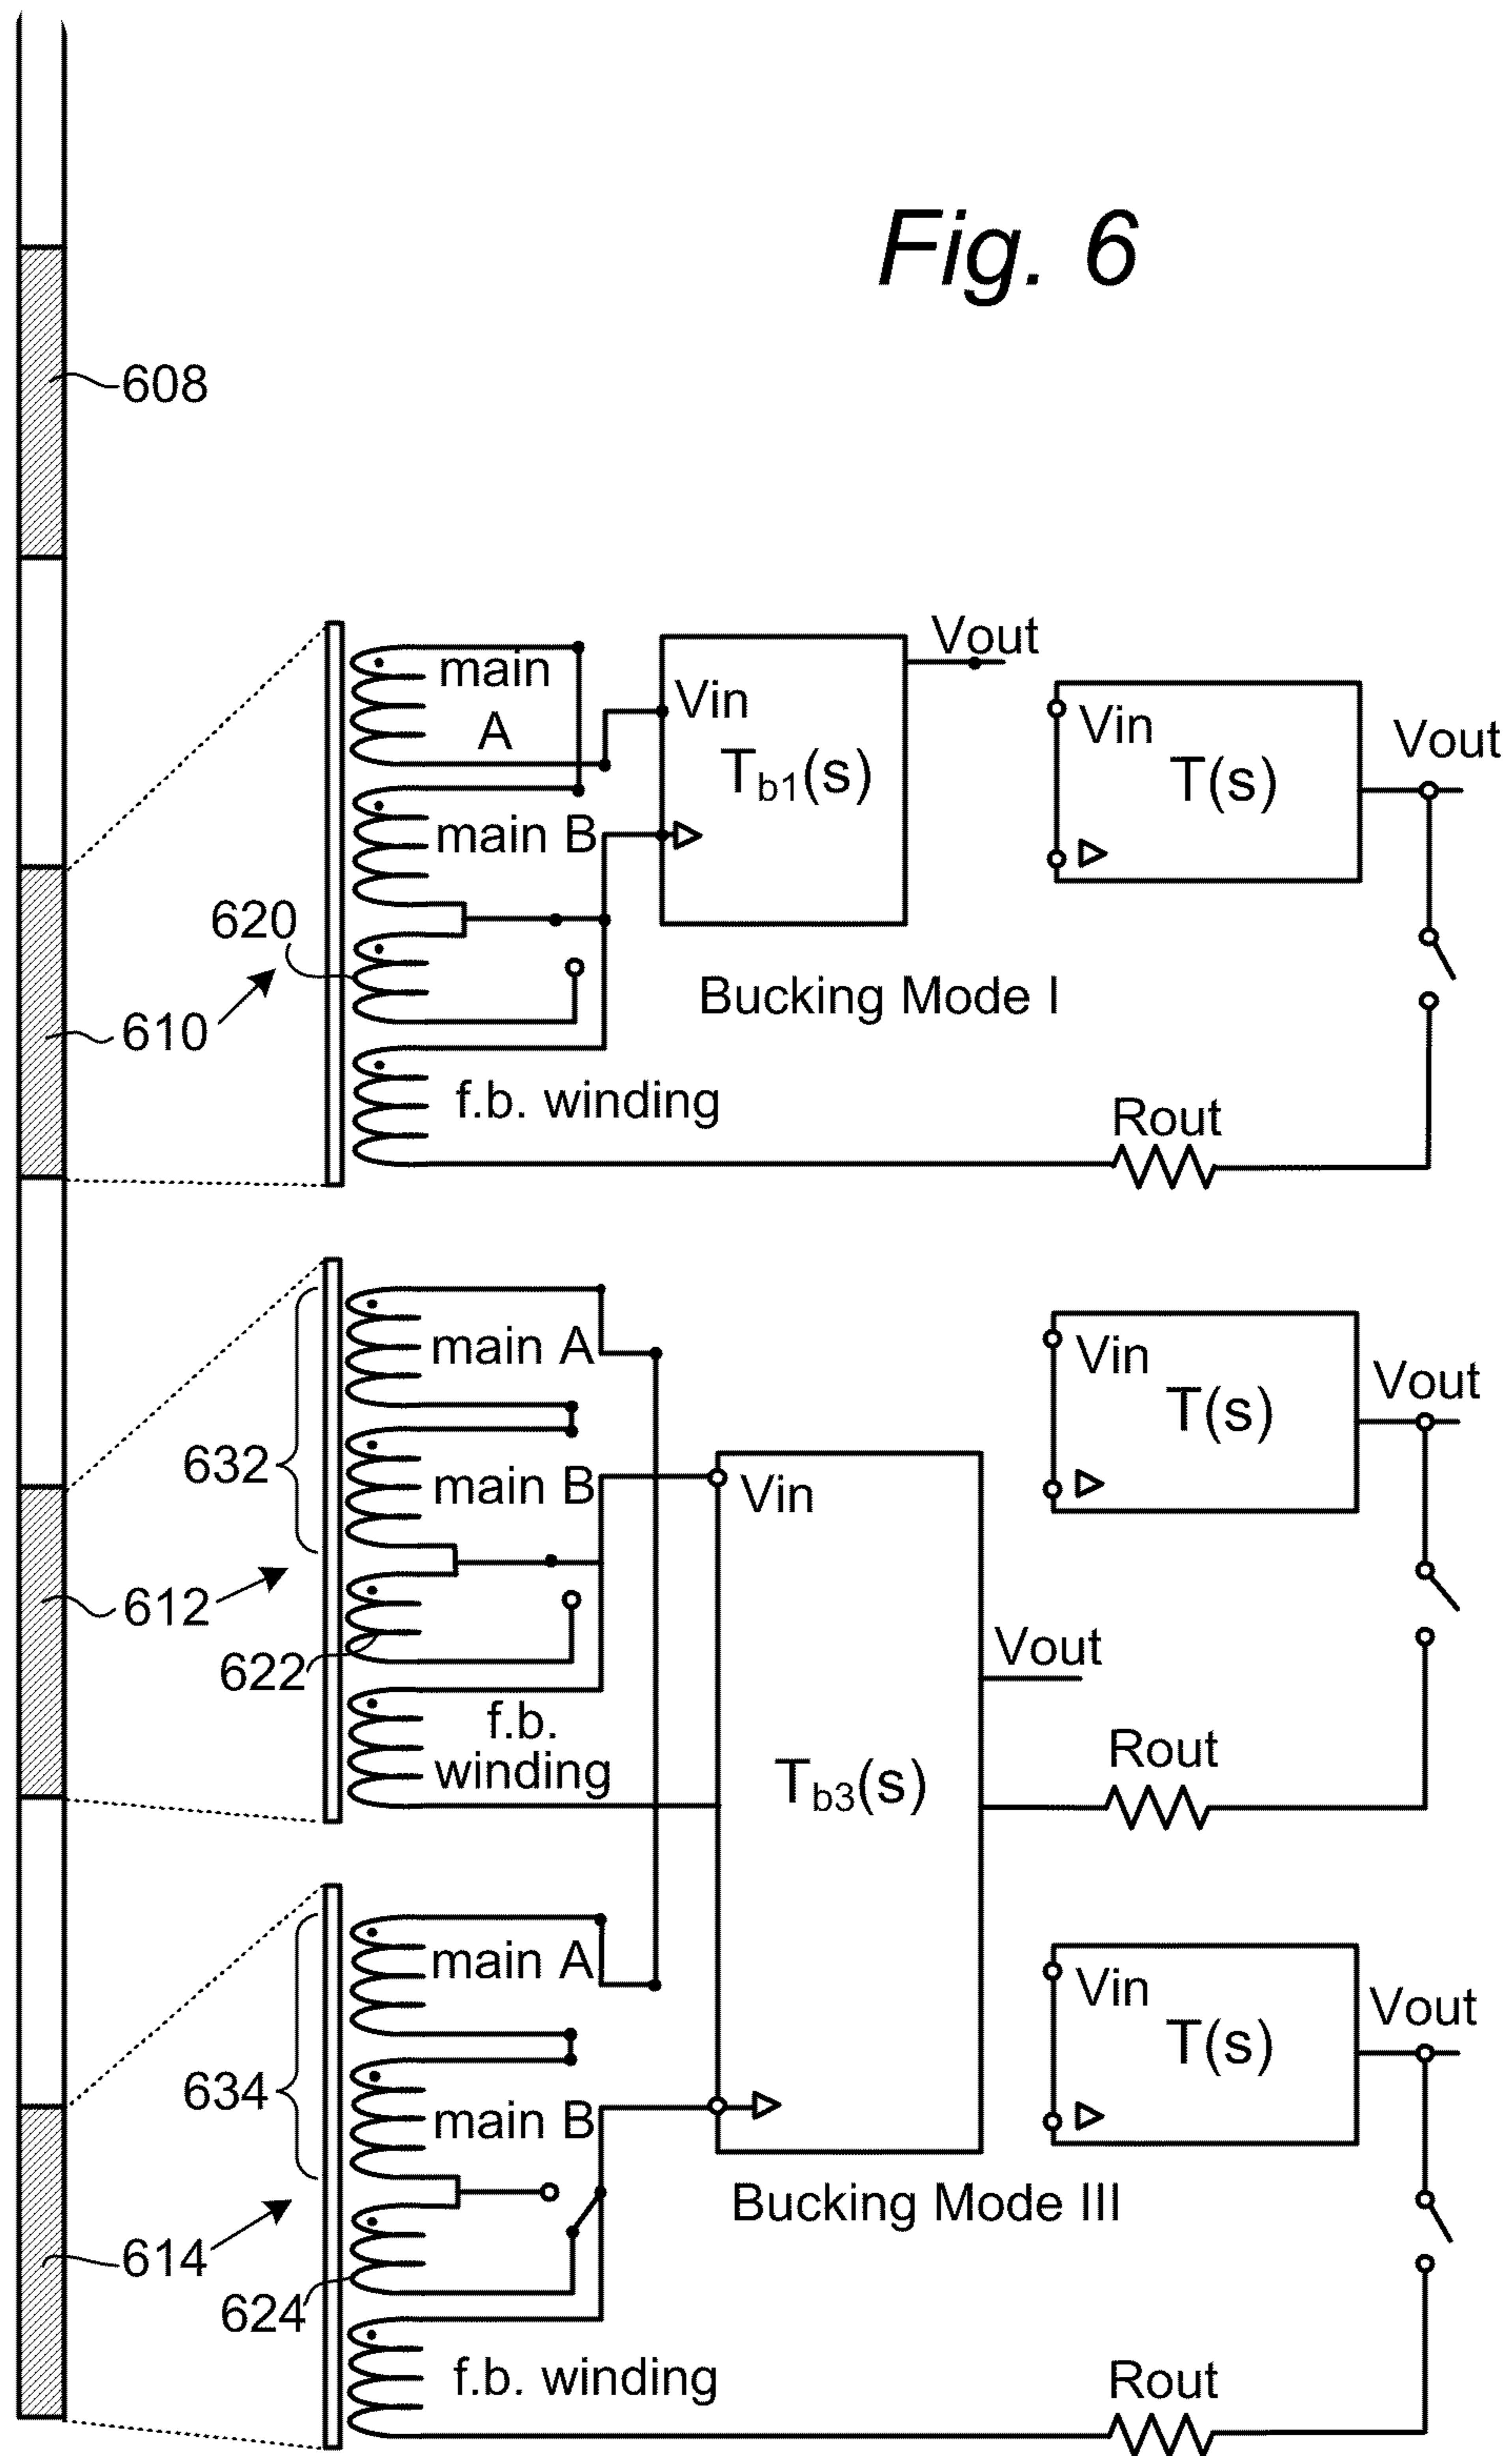 Fig. 6
608
Vout
main
A
Vin
T_b1(s)
Vin
T(s)
Vout
main B
620
610
Bucking Mode I
f.b. winding
Rout
main A
632
main B
Vin
Vin
T(s)
Vout
612
622
Vout
f.b.
winding
T_b3(s)
Rout
main A
634
main B
Vin
T(s)
Vout
Bucking Mode III
614
624
f.b. winding
Rout